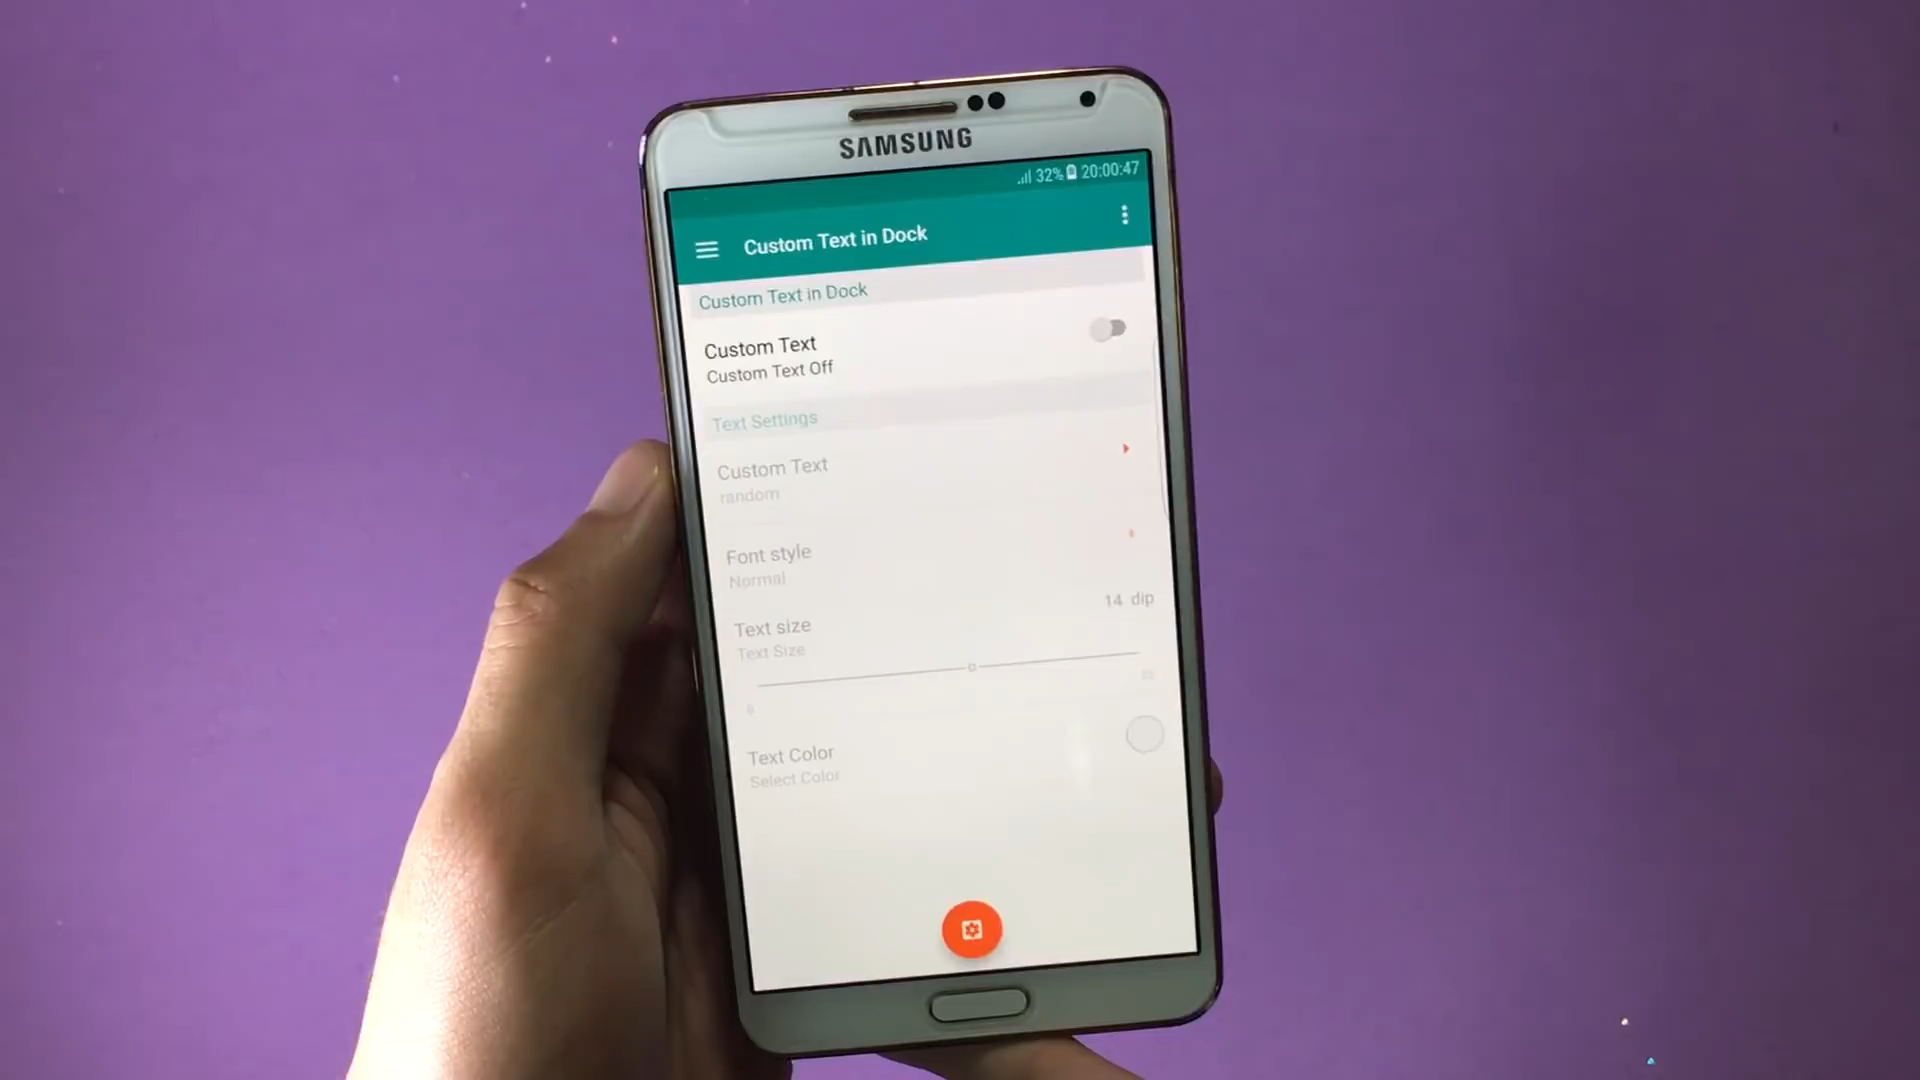 SAMSUNG
32% 20:00:47
Custom Text in Dock
Custom Text in Dock
Custom Text
Custom Text Off
Text Settings
Custom Text
random
Font style
Normal
14 dip
Text size
Text Size
Text Color
Select Color